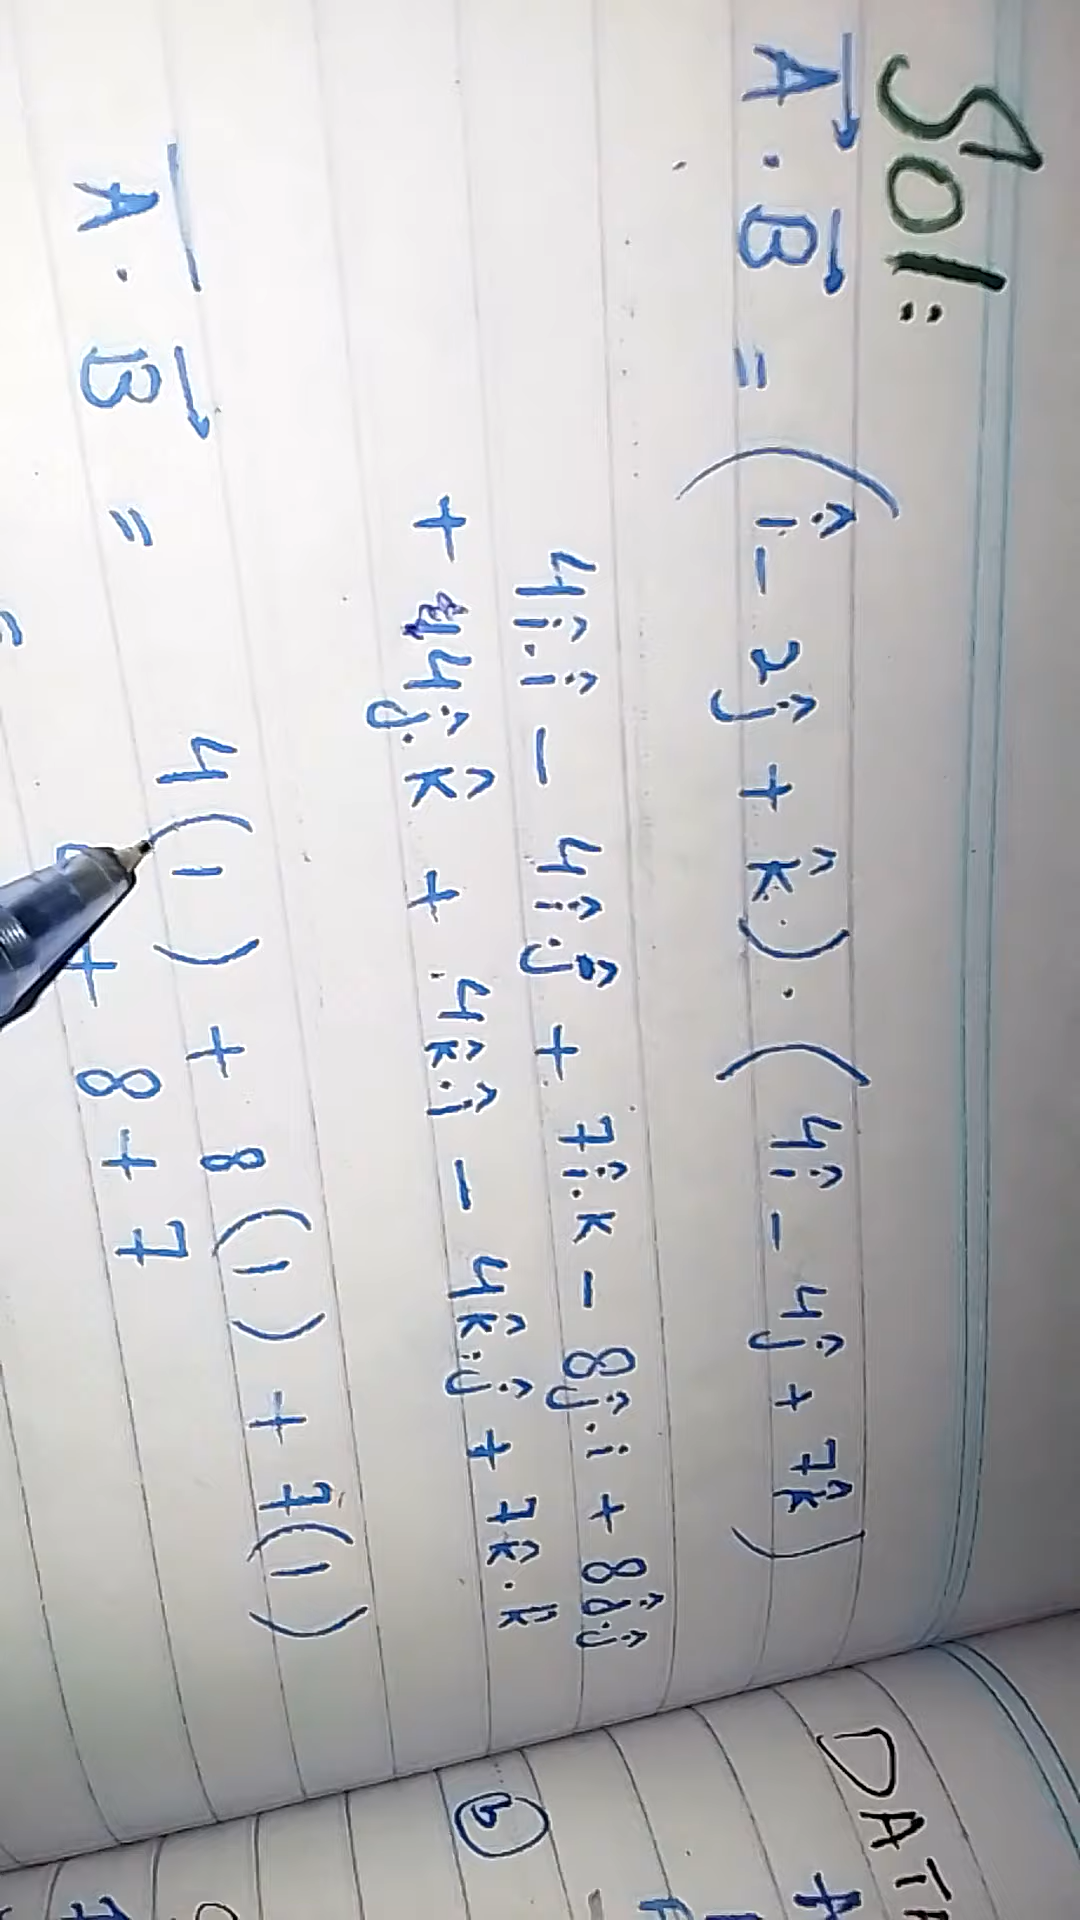 Sol:
A⃗ · B⃗ = (î - 2ĵ + k̂) · (4î - 4ĵ + 7k̂)
4î·î - 4î·ĵ + 7î·k - 8ĵ·i + 8ĵ·ĵ
+ 4ĵ·k̂ + 4k̂·î - 4k̂·ĵ + 7k̂·k
A · B⃗ = 4(1) + 8(1) + 7(1)
+ 8 + 7
DAT
b